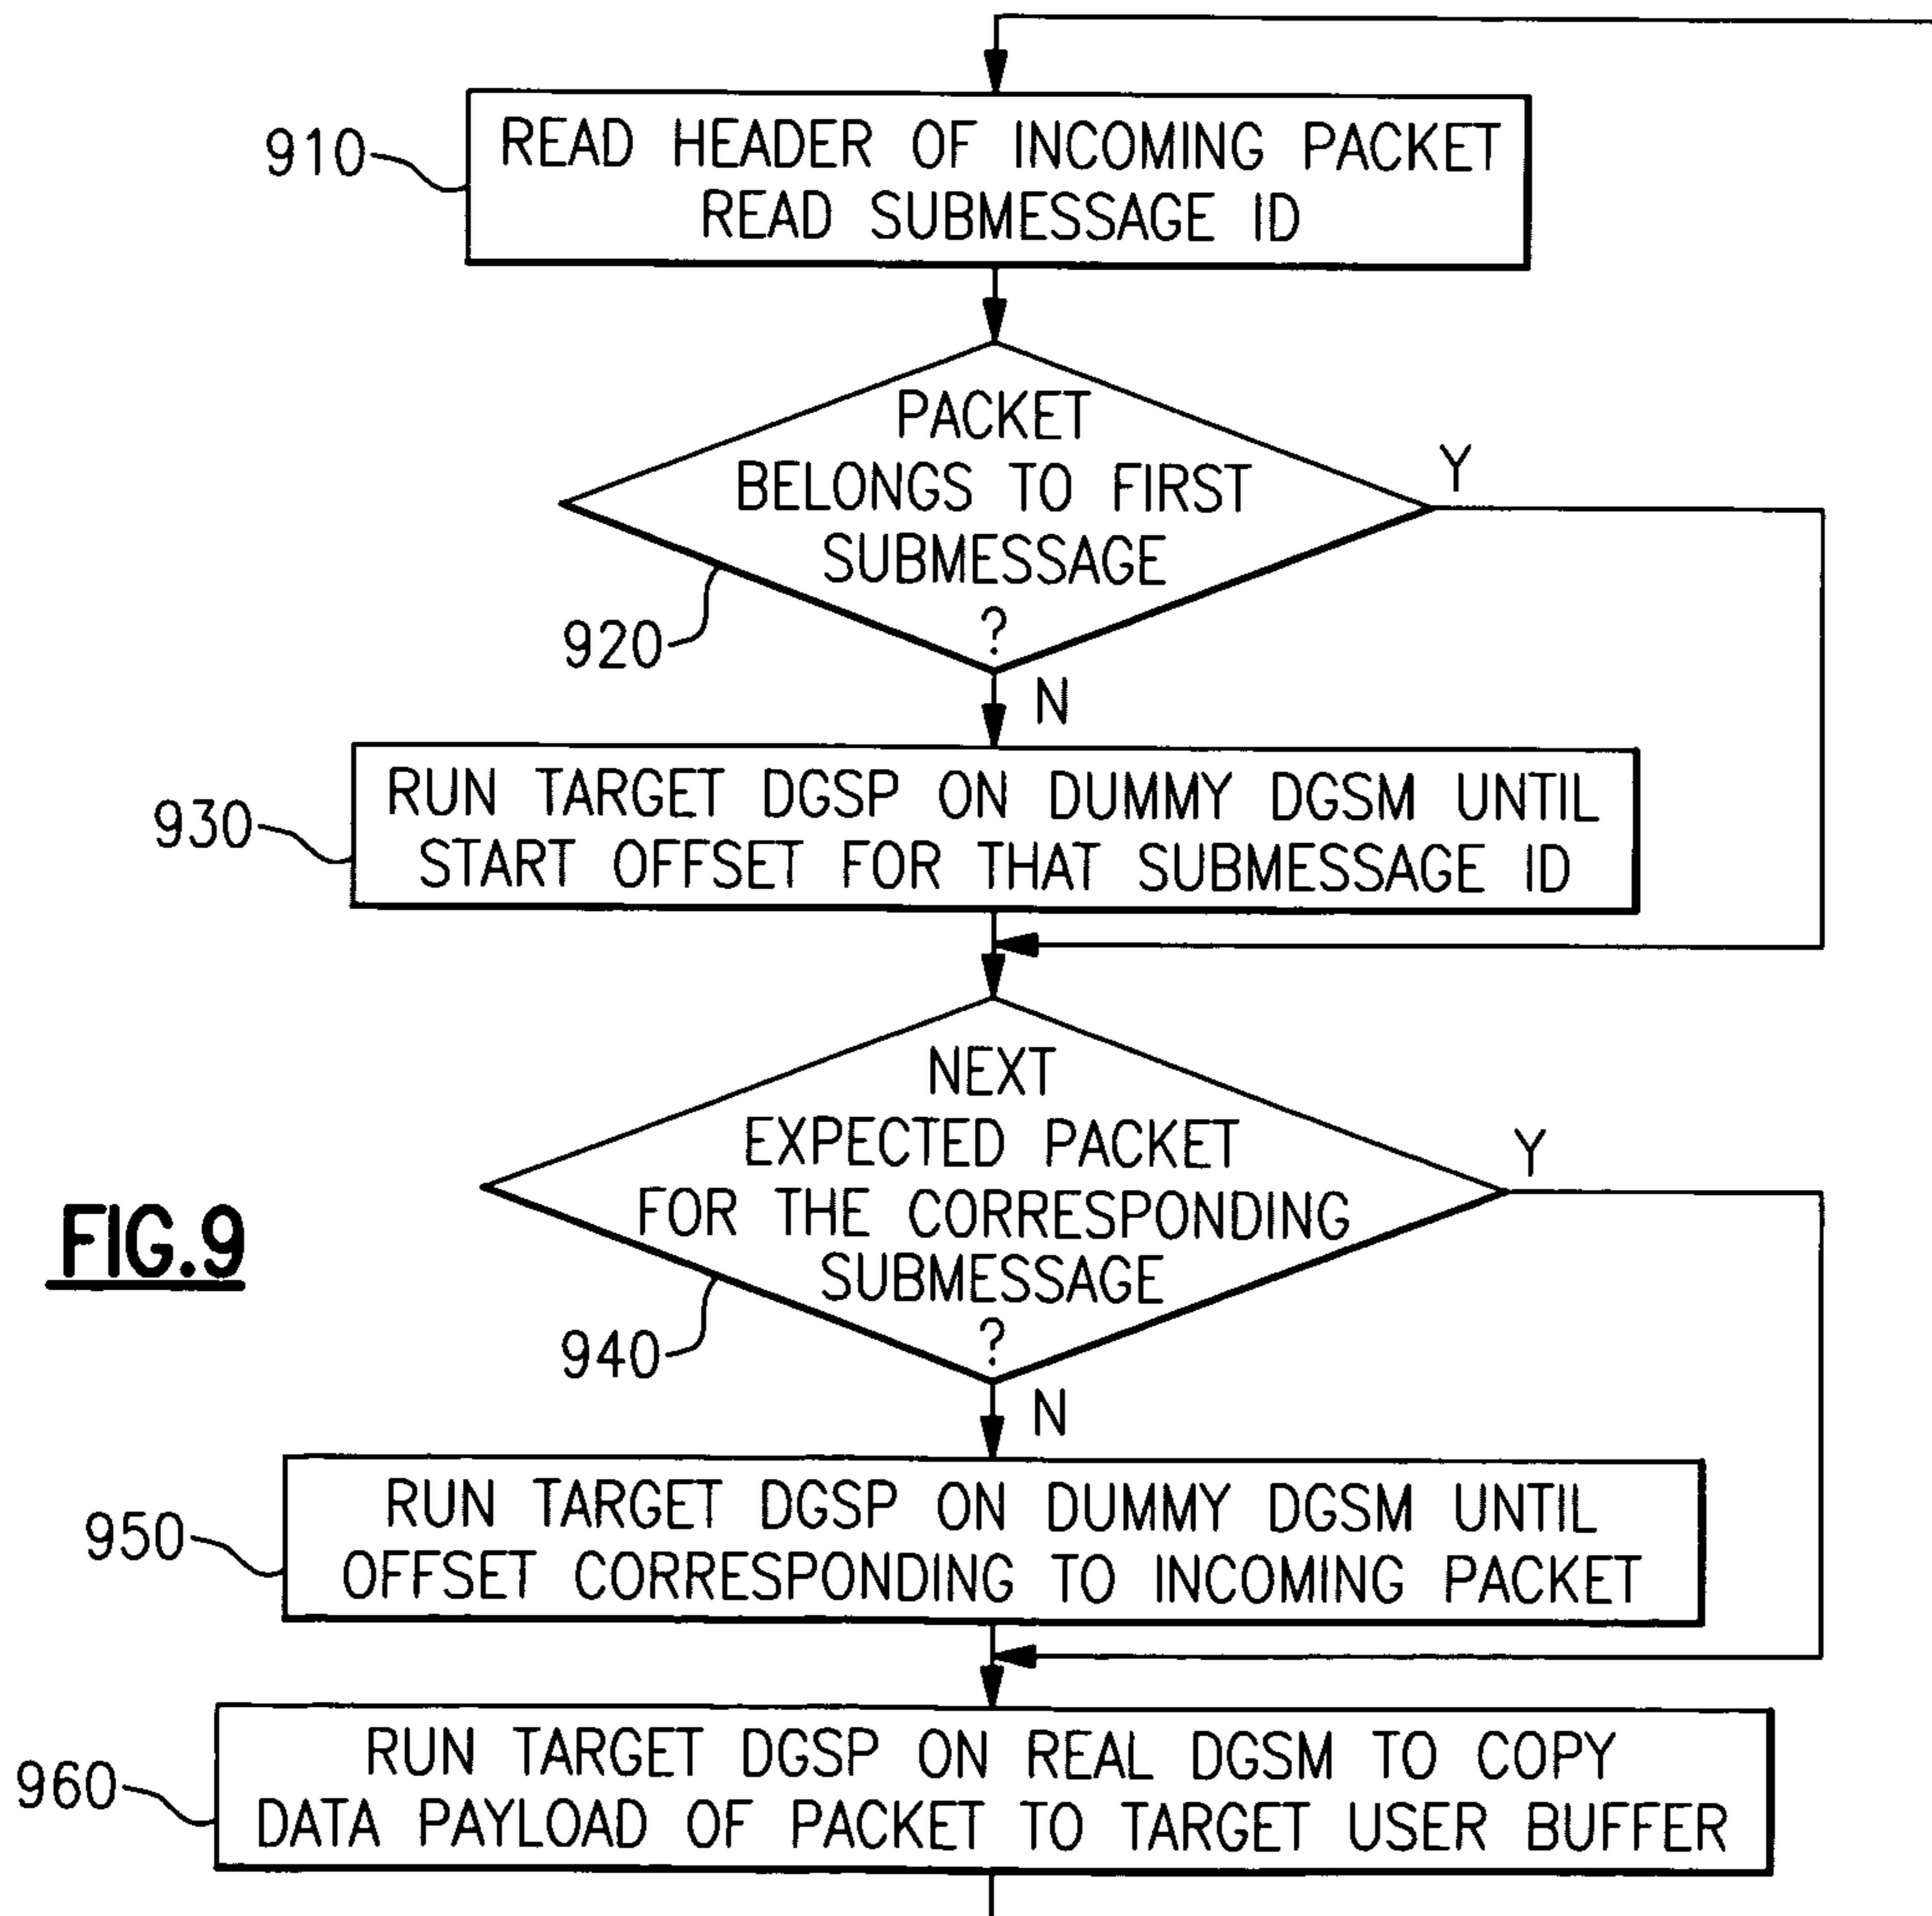 910
READ HEADER OF INCOMING PACKET
READ SUBMESSAGE ID
PACKET
BELONGS TO FIRST
SUBMESSAGE
?
Y
920
N
930
RUN TARGET DGSP ON DUMMY DGSM UNTIL
START OFFSET FOR THAT SUBMESSAGE ID
NEXT
EXPECTED PACKET
FOR THE CORRESPONDING
SUBMESSAGE
?
Y
FIG.9
940
N
950
RUN TARGET DGSP ON DUMMY DGSM UNTIL
OFFSET CORRESPONDING TO INCOMING PACKET
960
RUN TARGET DGSP ON REAL DGSM TO COPY
DATA PAYLOAD OF PACKET TO TARGET USER BUFFER